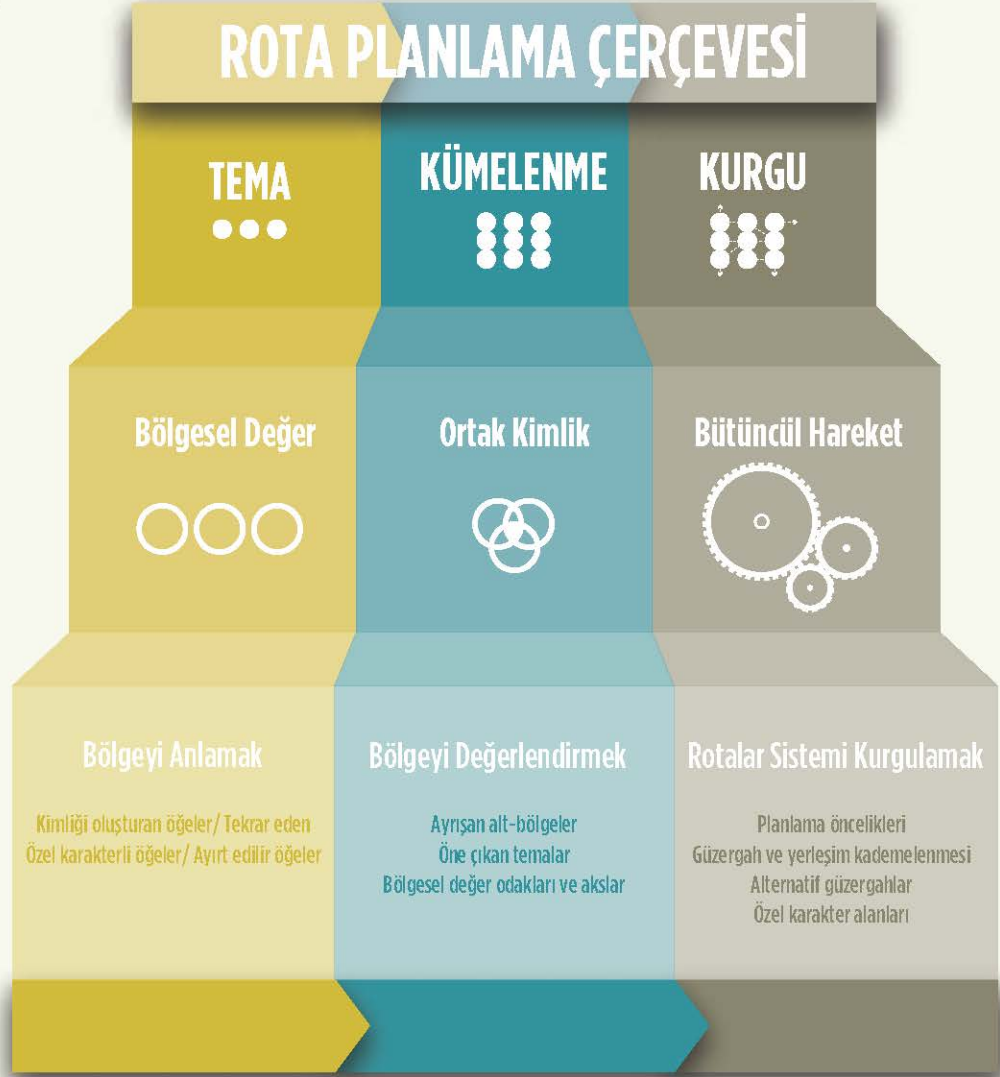 ROTA PLANLAMA ÇERÇEVESİ
TEMA
KÜMELENME
KURGU
Bölgesel Değer
Ortak Kimlik
Bütüncül Hareket
Bölgeyi Anlamak
Kimliği oluşturan öğeler/ Tekrar eden
Özel karakterli öğeler/ Ayırt edilir öğeler
Bölgeyi Değerlendirmek
Ayrışan alt-bölgeler
Öne çıkan temalar
Bölgesel değer odakları ve akslar
Rotalar Sistemi Kurgulamak
Planlama öncelikleri
Güzergah ve yerleşim kademelenmesi
Alternatif güzergahlar
Özel karakter alanları